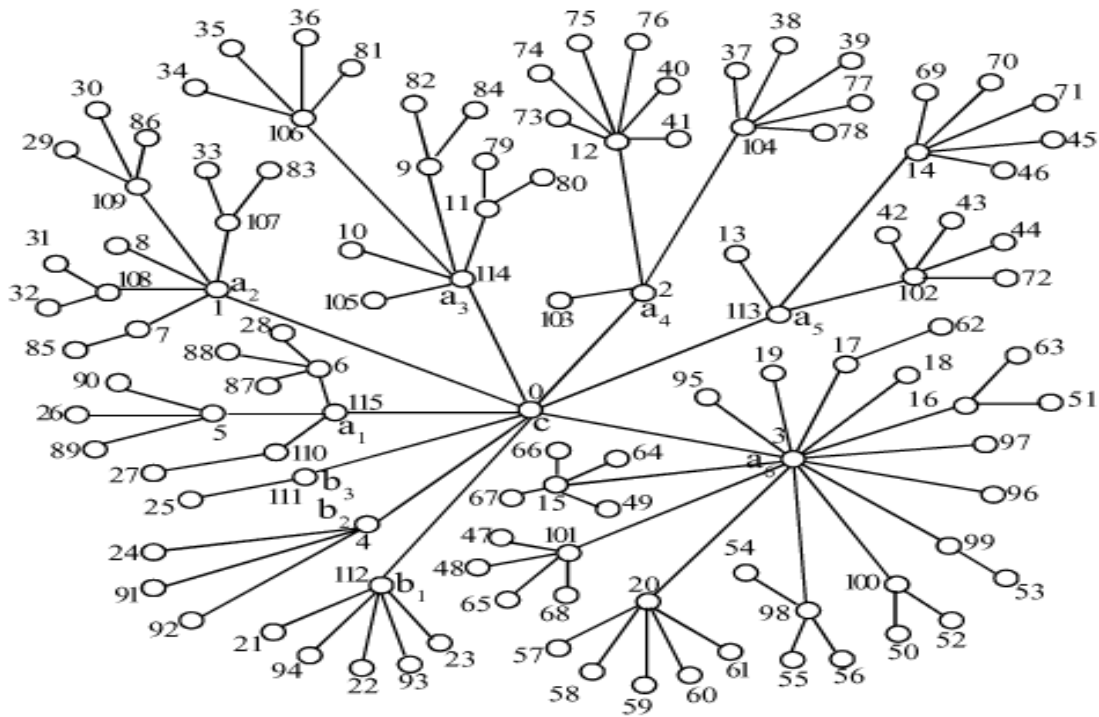 75 76 38
36
35 74 40 37 39 70
81 69
34 82 84 77 71
30
86 106 73 41 78 45
29 33 83 9 79 12 104 14 46
109 11 80
107 43
31 8 10 42 44
13
108 a₂ 114 2 102 72
32 1 105 a₃ 103 a₄ 113 a₅
7 28 62
85 88 6 19 17 63
90 87 0 95 18
26 5 115 c 16 51
a₁ 3
89 110 66 64 a₆ 97
27 111 b₃ 67 15 49 96
25 b₂ 101
24 4 47 99
112 b₁ 48 54 100 53
91 65 68 20
92 98 52
21 23 57 61 50
94 22 93 58 60 55 56
59